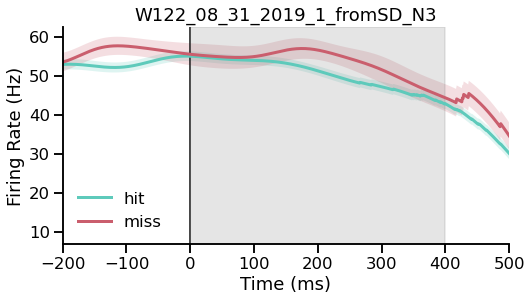 W122_08_31_2019_1_fromSD_N3
Firing Rate (Hz)
60
50
40
30
20
10
hit
miss
−200 −100 0 100 200 300 400 500
Time (ms)